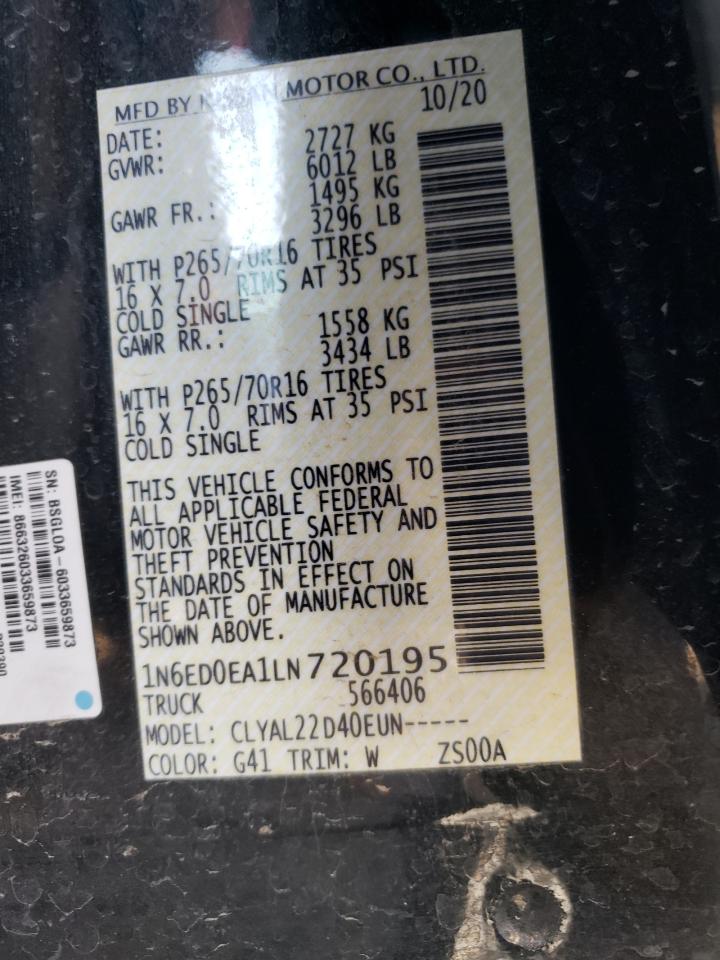 MFD BY NISSAN MOTOR CO., LTD.
DATE: 10/20
GVWR: 2727 KG
6012 LB
GAWR FR.: 1495 KG
3296 LB
WITH P265/70R16 TIRES
16 X 7.0 RIMS AT 35 PSI
COLD SINGLE
GAWR RR.: 1558 KG
3434 LB
WITH P265/70R16 TIRES
16 X 7.0 RIMS AT 35 PSI
COLD SINGLE
THIS VEHICLE CONFORMS TO
ALL APPLICABLE FEDERAL
MOTOR VEHICLE SAFETY AND
THEFT PREVENTION
STANDARDS IN EFFECT ON
THE DATE OF MANUFACTURE
SHOWN ABOVE.
1N6ED0EA1LN720195
TRUCK 566406
MODEL: CLYAL22D40EUN-----
COLOR: G41 TRIM: W ZS00A
SN: BSGLOA-6033659873
IMEI: 866326033659873